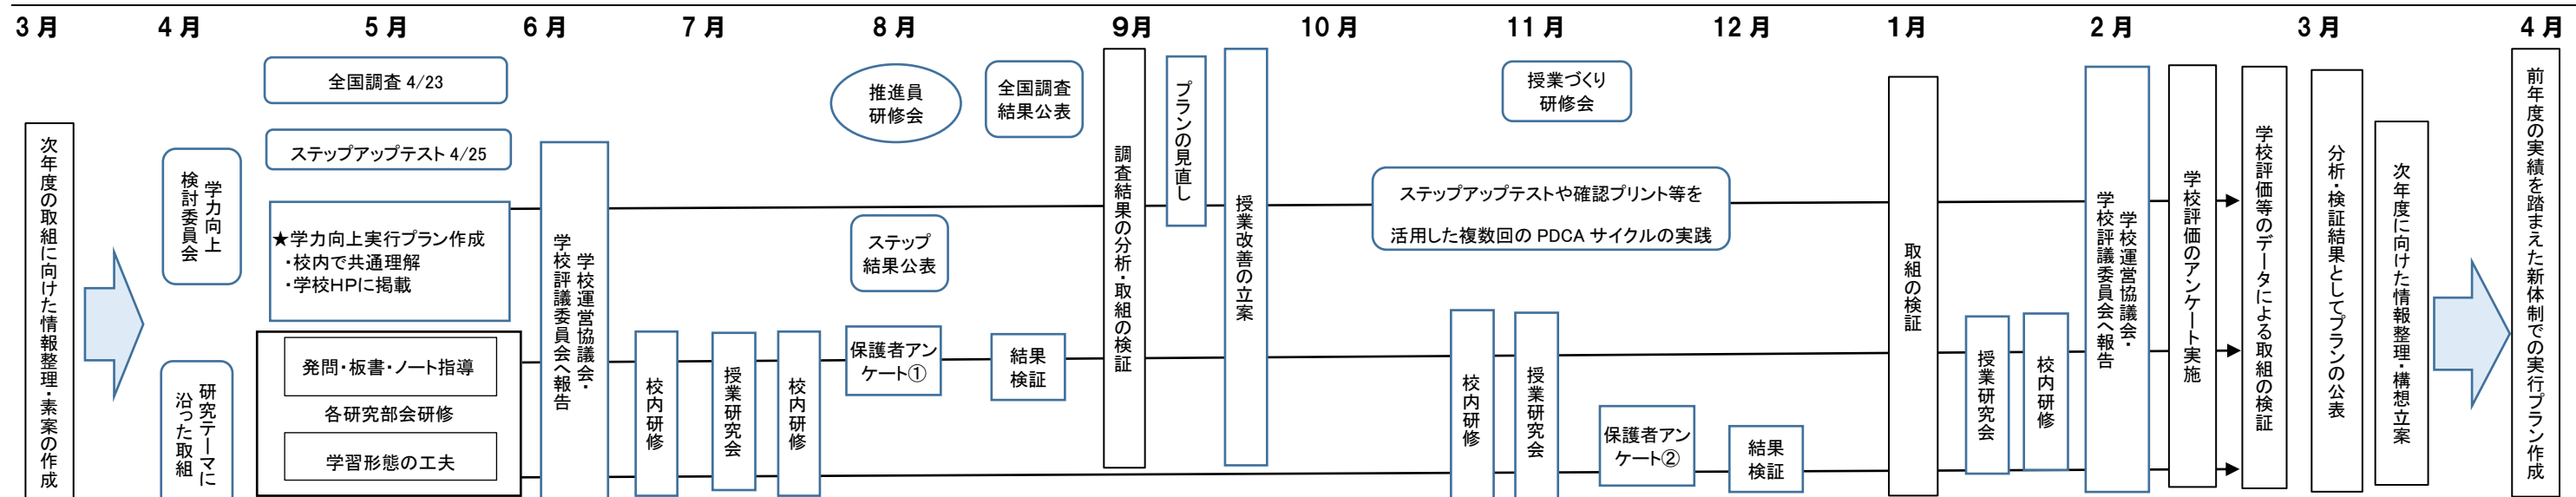 3月 4月 5月 6月 7月 8月 9月 10月 11月 12月 1月 2月 3月 4月
次年度の取組に向けた情報整理・素案の作成
学力向上
検討委員会
研究テーマに
沿った取組
全国調査 4/23
ステップアップテスト 4/25
★学力向上実行プラン作成
・校内で共通理解
・学校HPに掲載
発問・板書・ノート指導
各研究部会研修
学習形態の工夫
学校運営協議会・
学校評議委員会へ報告
校内研修
授業研究会
校内研修
推進員
研修会
ステップ
結果公表
保護者アン
ケート①
全国調査
結果公表
結果
検証
調査結果の分析・取組の検証
プランの見直し
授業改善の立案
授業づくり
研修会
ステップアップテストや確認プリント等を
活用した複数回の PDCA サイクルの実践
校内研修
授業研究会
保護者アン
ケート②
結果
検証
取組の検証
授業研究会
校内研修
学校運営協議会・
学校評議委員会へ報告
学校評価のアンケート実施
学校評価等のデータによる取組の検証
分析・検証結果としてプランの公表
次年度に向けた情報整理・構想立案
前年度の実績を踏まえた新体制での実行プラン作成